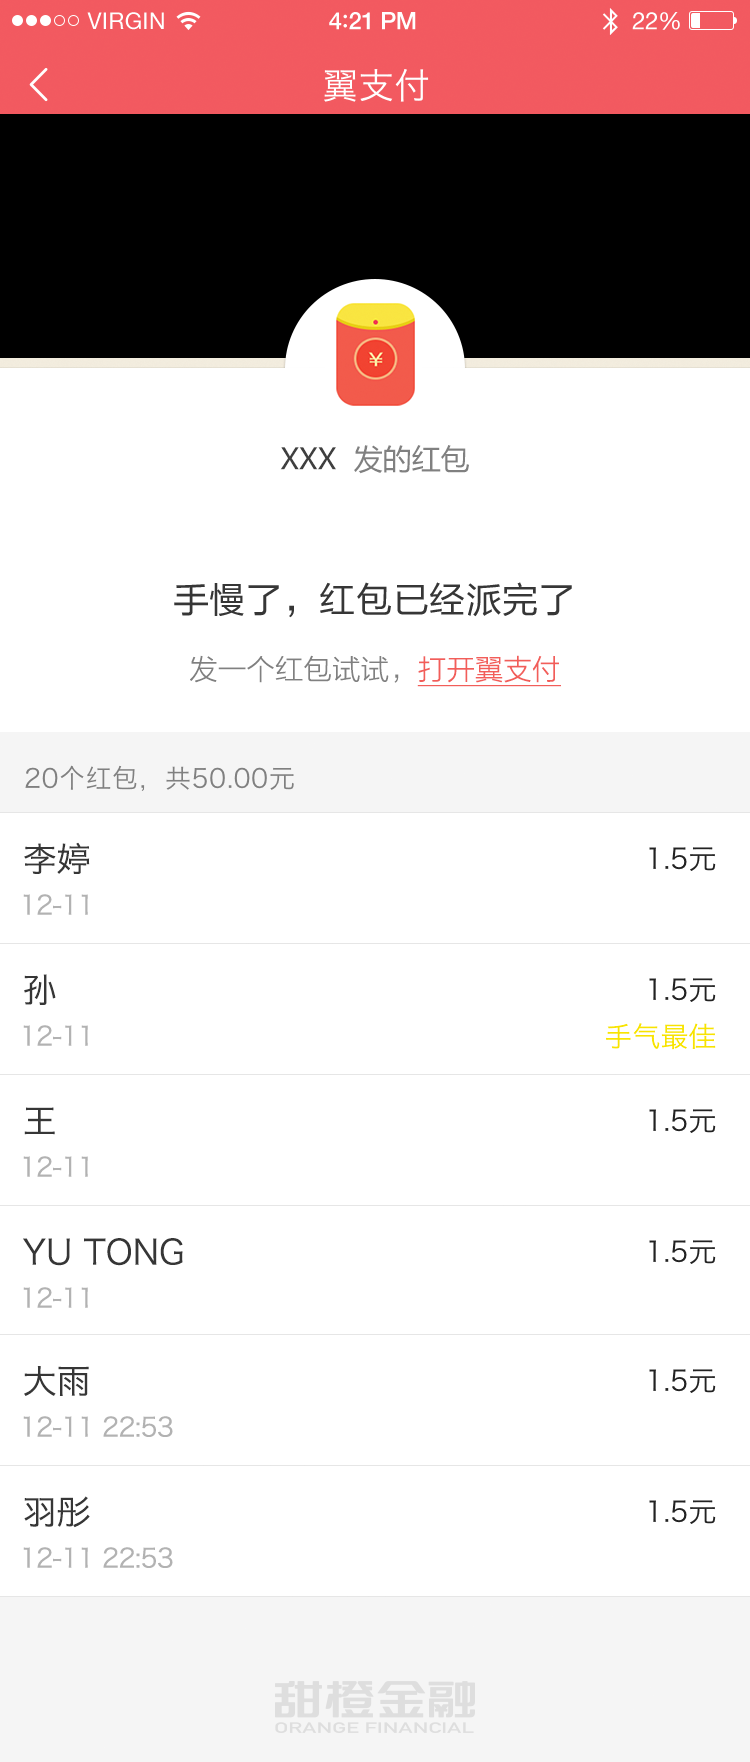 VIRGIN 4:21 PM 22%
翼支付
¥
XXX 发的红包
手慢了，红包已经派完了
发一个红包试试，打开翼支付
20个红包，共50.00元
李婷 1.5元
12-11
孙 1.5元
12-11 手气最佳
王 1.5元
12-11
YU TONG 1.5元
12-11
大雨 1.5元
12-11 22:53
羽彤 1.5元
12-11 22:53
甜橙金融
ORANGE FINANCIAL